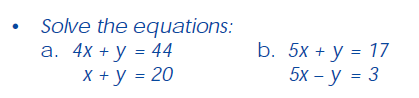 • Solve the equations:
a. 4x + y = 44 b. 5x + y = 17
x + y = 20 5x – y = 3